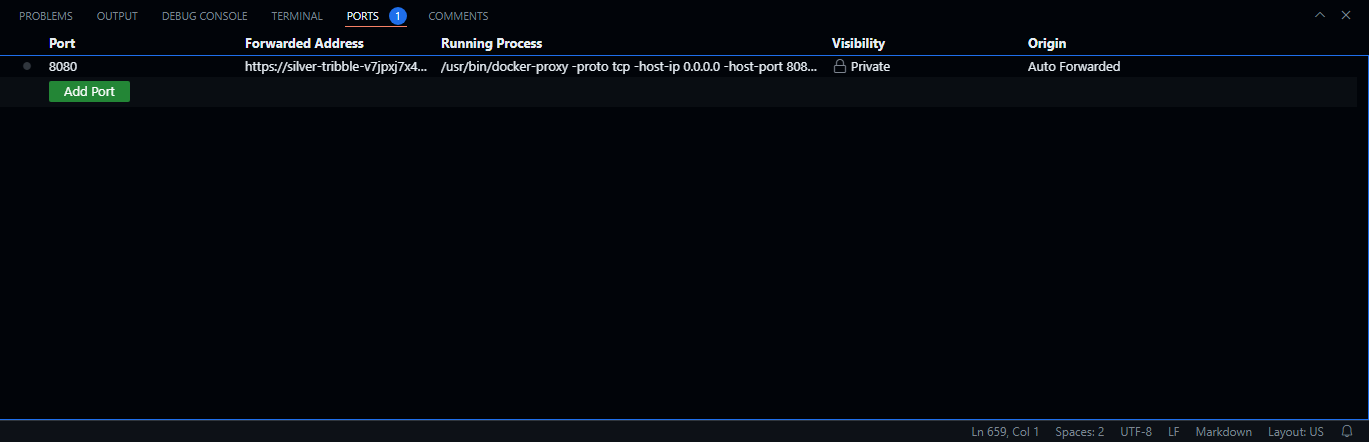 PROBLEMS OUTPUT DEBUG CONSOLE TERMINAL PORTS 1 COMMENTS
Port Forwarded Address Running Process Visibility Origin
8080 https://silver-tribble-v7jpxj7x4... /usr/bin/docker-proxy -proto tcp -host-ip 0.0.0.0 -host-port 808... Private Auto Forwarded
Add Port
Ln 659, Col 1 Spaces: 2 UTF-8 LF Markdown Layout: US